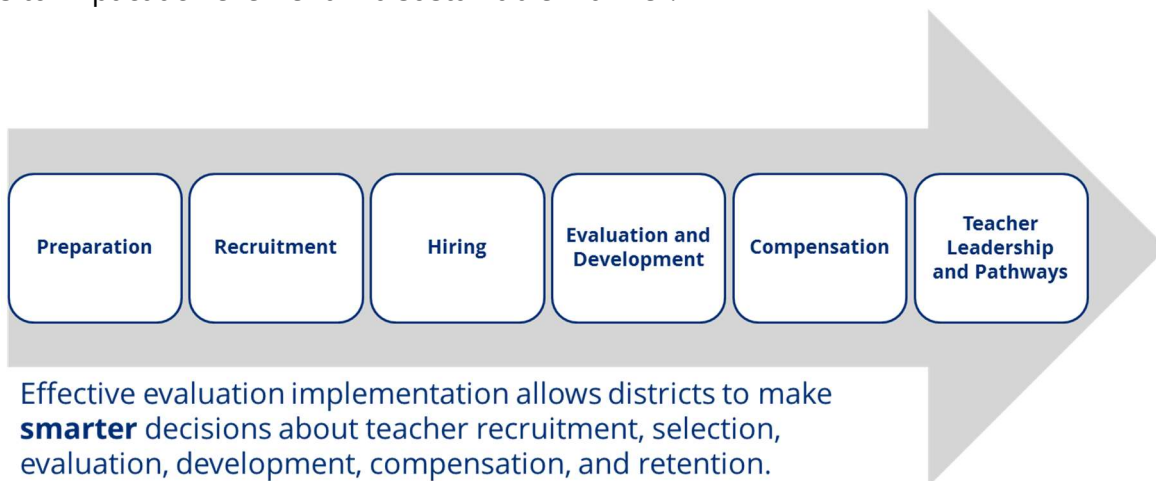 Preparation
Recruitment
Hiring
Evaluation and
Development
Compensation
Teacher
Leadership
and Pathways
Effective evaluation implementation allows districts to make
smarter decisions about teacher recruitment, selection,
evaluation, development, compensation, and retention.